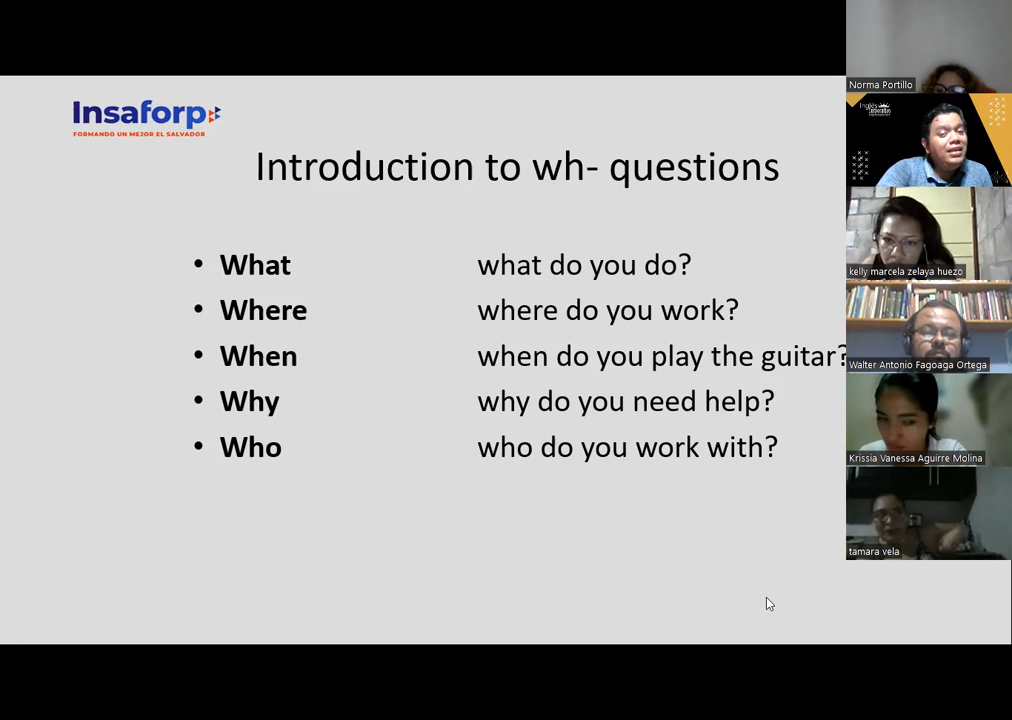 Insaforp
FORMANDO UN MEJOR EL SALVADOR
Introduction to wh- questions
• What what do you do?
• Where where do you work?
• When when do you play the guitar?
• Why why do you need help?
• Who who do you work with?
Norma Portillo
Inglés
Corporativo
kelly marcela zelaya huezo
Walter Antonio Fagoaga Ortega
Krissia Vanessa Aguirre Molina
tamara vela